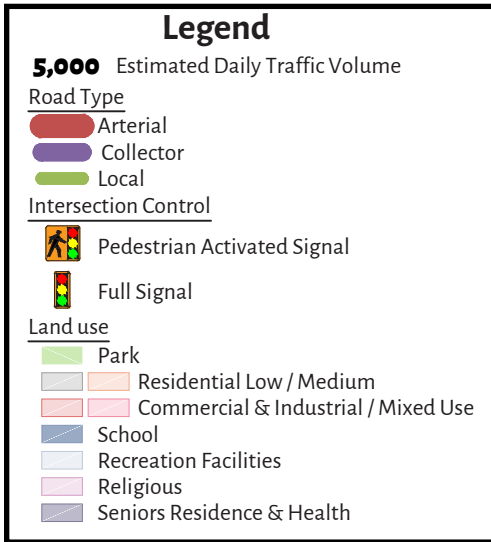 Legend
5,000 Estimated Daily Traffic Volume
Road Type
Arterial
Collector
Local
Intersection Control
Pedestrian Activated Signal
Full Signal
Land use
Park
Residential Low / Medium
Commercial & Industrial / Mixed Use
School
Recreation Facilities
Religious
Seniors Residence & Health